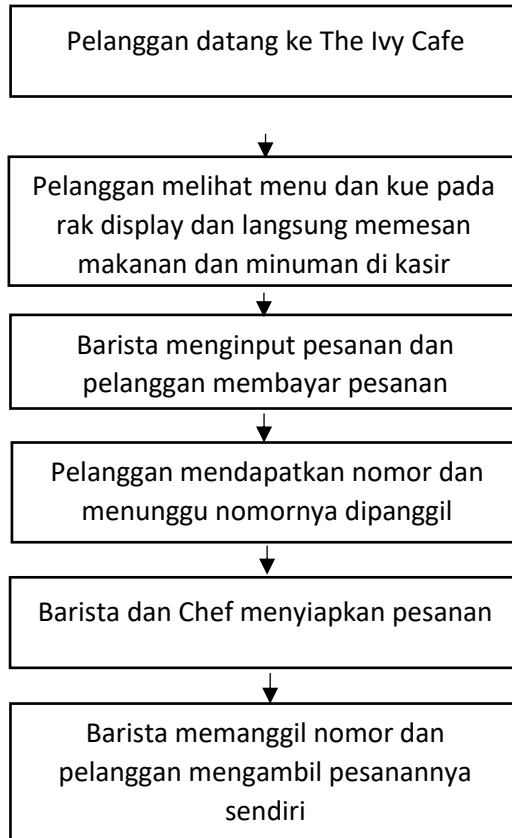 Pelanggan datang ke The Ivy Cafe
Pelanggan melihat menu dan kue pada
rak display dan langsung memesan
makanan dan minuman di kasir
Barista menginput pesanan dan
pelanggan membayar pesanan
Pelanggan mendapatkan nomor dan
menunggu nomornya dipanggil
Barista dan Chef menyiapkan pesanan
Barista memanggil nomor dan
pelanggan mengambil pesanannya
sendiri